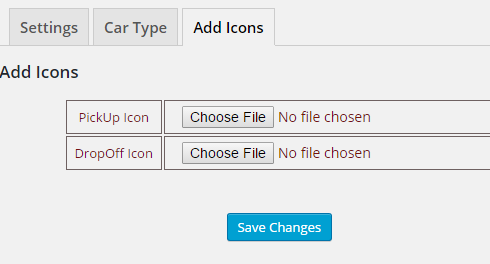 Settings Car Type Add Icons
Add Icons
PickUp Icon Choose File No file chosen
DropOff Icon Choose File No file chosen
Save Changes